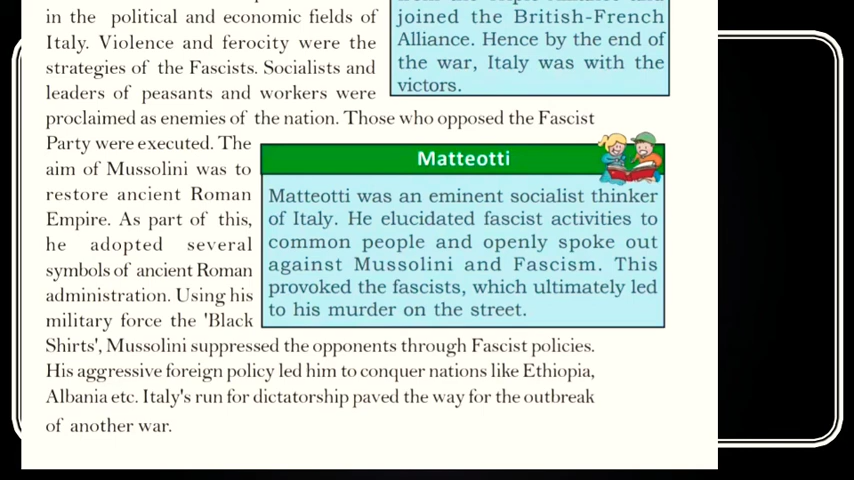 in the political and economic fields of
Italy. Violence and ferocity were the
strategies of the Fascists. Socialists and
leaders of peasants and workers were
proclaimed as enemies of the nation. Those who opposed the Fascist
Party were executed. The
aim of Mussolini was to
restore ancient Roman
Empire. As part of this,
he adopted several
symbols of ancient Roman
administration. Using his
military force the 'Black
Shirts', Mussolini suppressed the opponents through Fascist policies.
His aggressive foreign policy led him to conquer nations like Ethiopia,
Albania etc. Italy's run for dictatorship paved the way for the outbreak
of another war.
joined the British-French
Alliance. Hence by the end of
the war, Italy was with the
victors.
Matteotti
Matteotti was an eminent socialist thinker
of Italy. He elucidated fascist activities to
common people and openly spoke out
against Mussolini and Fascism. This
provoked the fascists, which ultimately led
to his murder on the street.